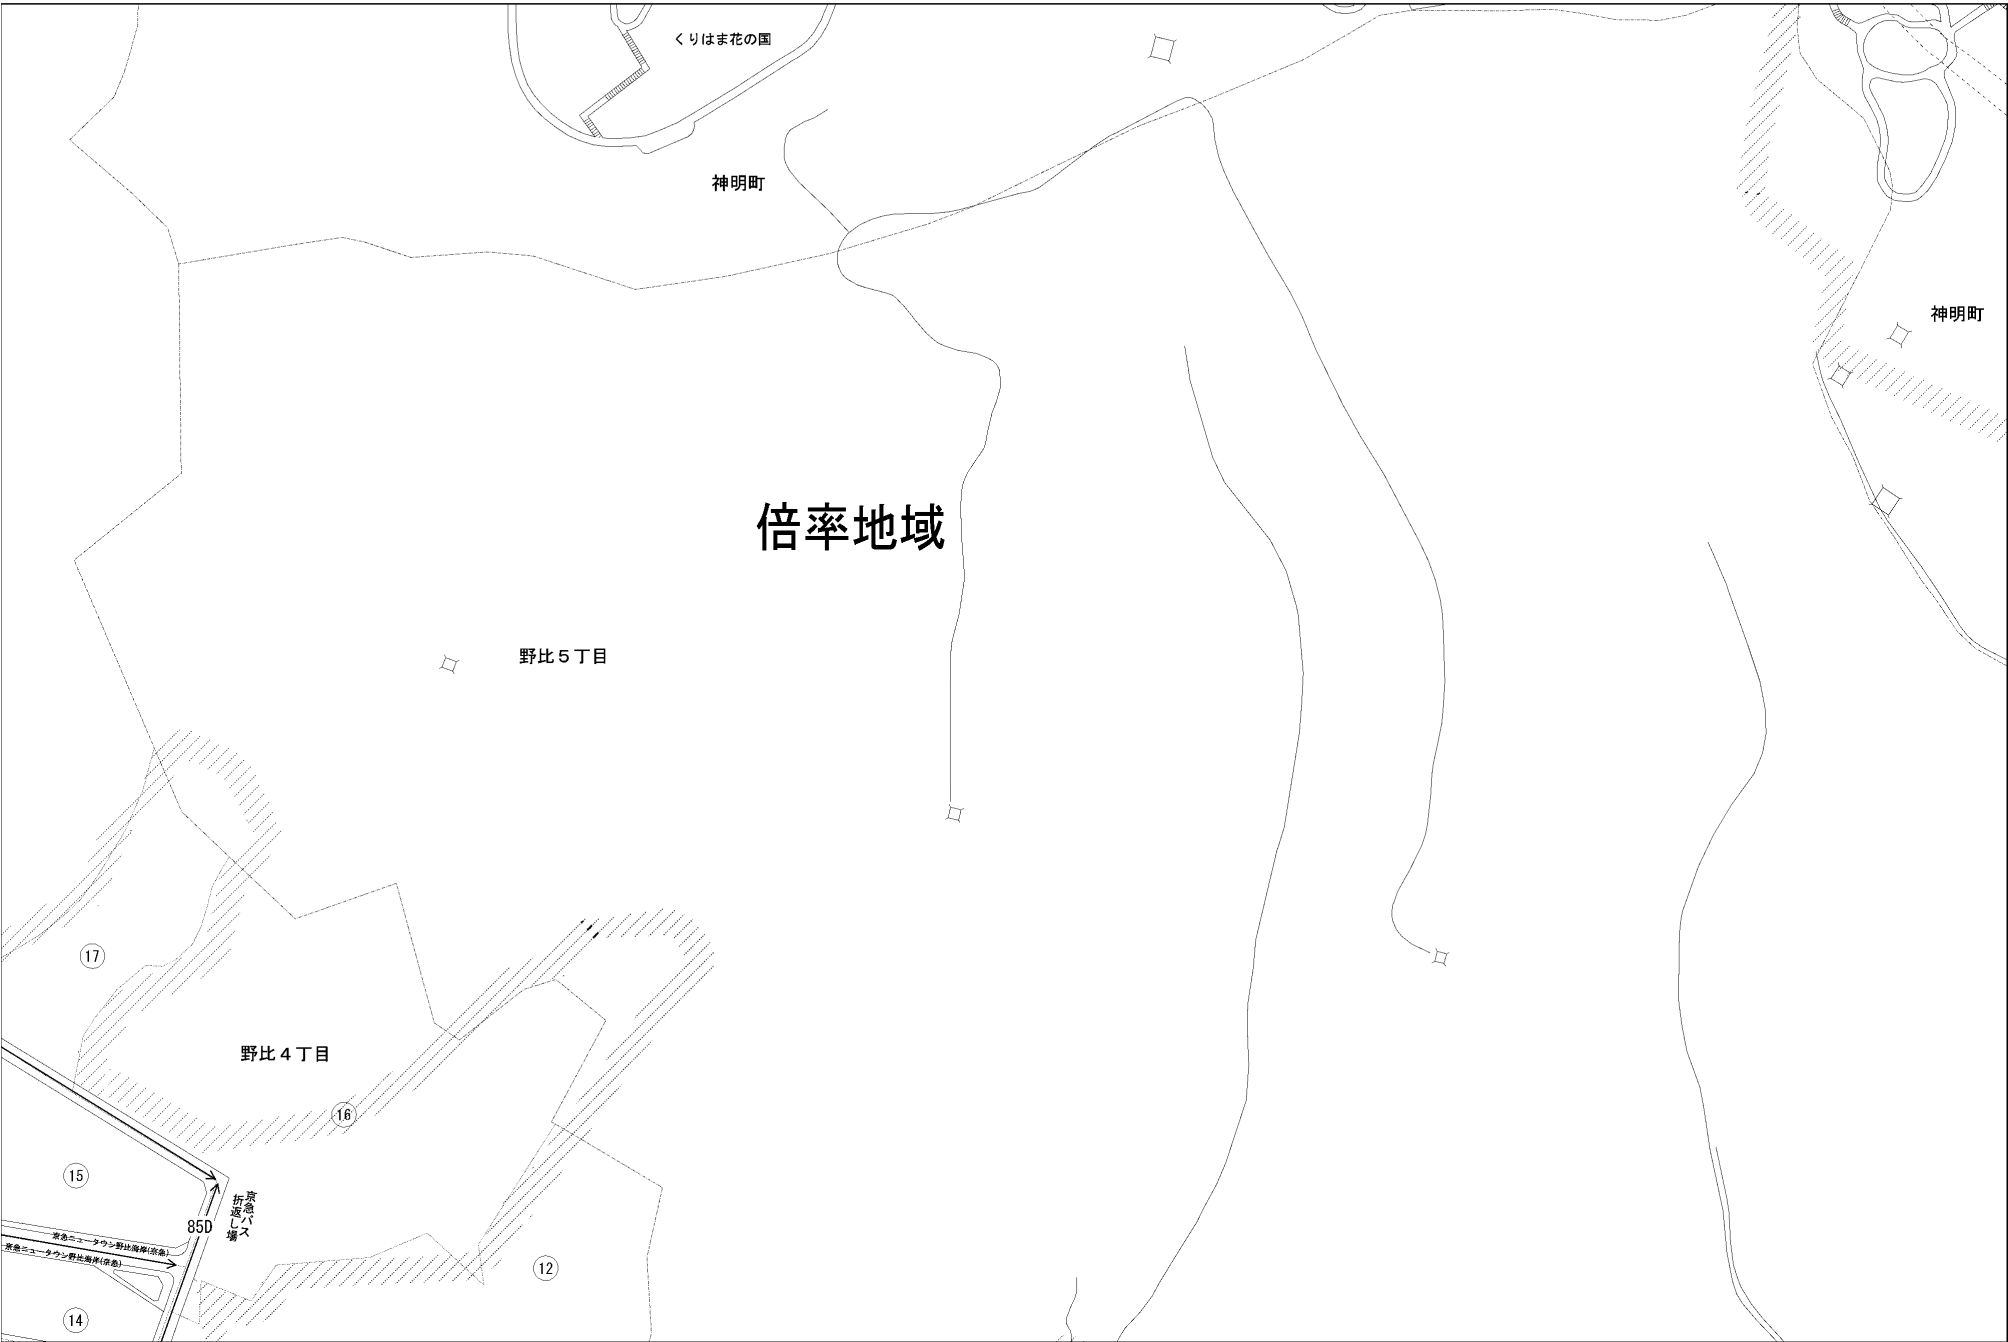 くりはま花の国
神明町
神明町
倍率地域
野比５丁目
17
野比４丁目
16
15
京急バス
折返し場
85D
京急ニュータウン野比海岸(京急)
京急ニュータウン野比海岸(京急)
12
14